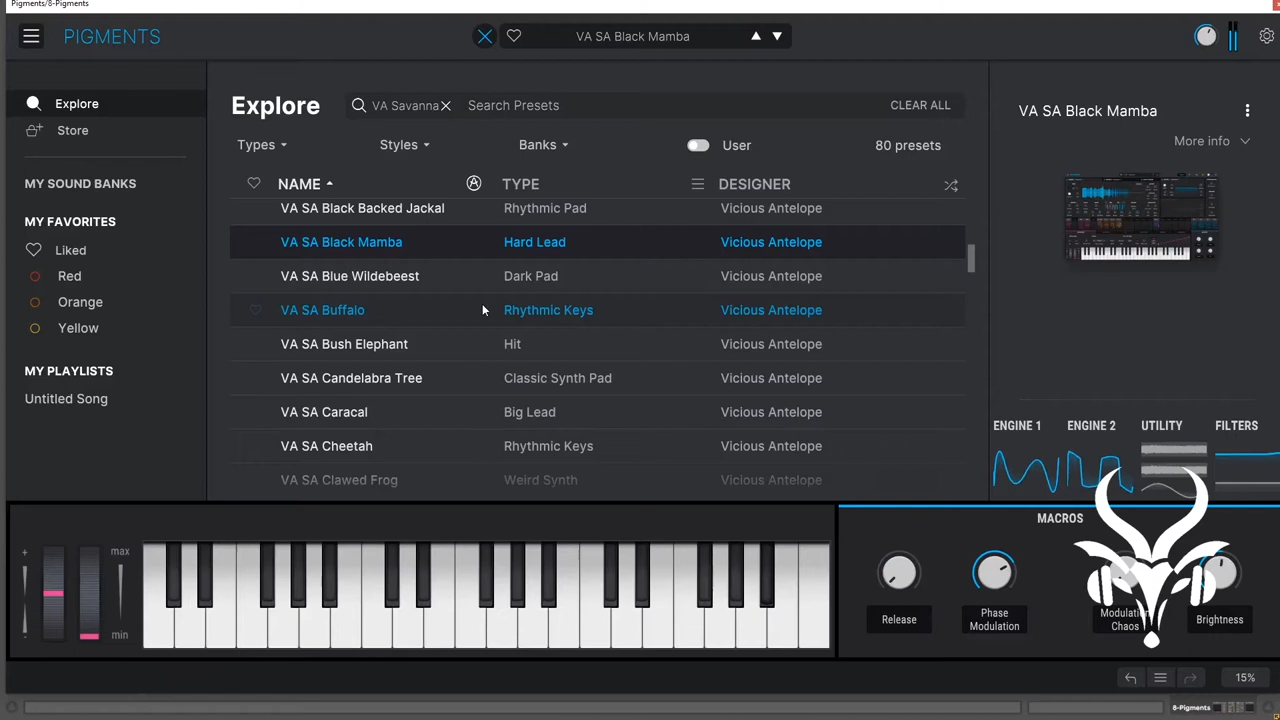 Pigments/8-Pigments
PIGMENTS
VA SA Black Mamba
Explore
Store
MY SOUND BANKS
MY FAVORITES
Liked
Red
Orange
Yellow
MY PLAYLISTS
Untitled Song
Explore
VA Savanna
Search Presets
CLEAR ALL
Types
Styles
Banks
User
80 presets
NAME TYPE DESIGNER
VA SA Black Backed Jackal Rhythmic Pad Vicious Antelope
VA SA Black Mamba Hard Lead Vicious Antelope
VA SA Blue Wildebeest Dark Pad Vicious Antelope
VA SA Buffalo Rhythmic Keys Vicious Antelope
VA SA Bush Elephant Hit Vicious Antelope
VA SA Candelabra Tree Classic Synth Pad Vicious Antelope
VA SA Caracal Big Lead Vicious Antelope
VA SA Cheetah Rhythmic Keys Vicious Antelope
VA SA Clawed Frog Weird Synth Vicious Antelope
VA SA Black Mamba
More info
ENGINE 1 ENGINE 2 UTILITY FILTERS
+
-
max
min
MACROS
Release
Phase
Modulation
Modulation
Chaos
Brightness
15%
8-Pigments